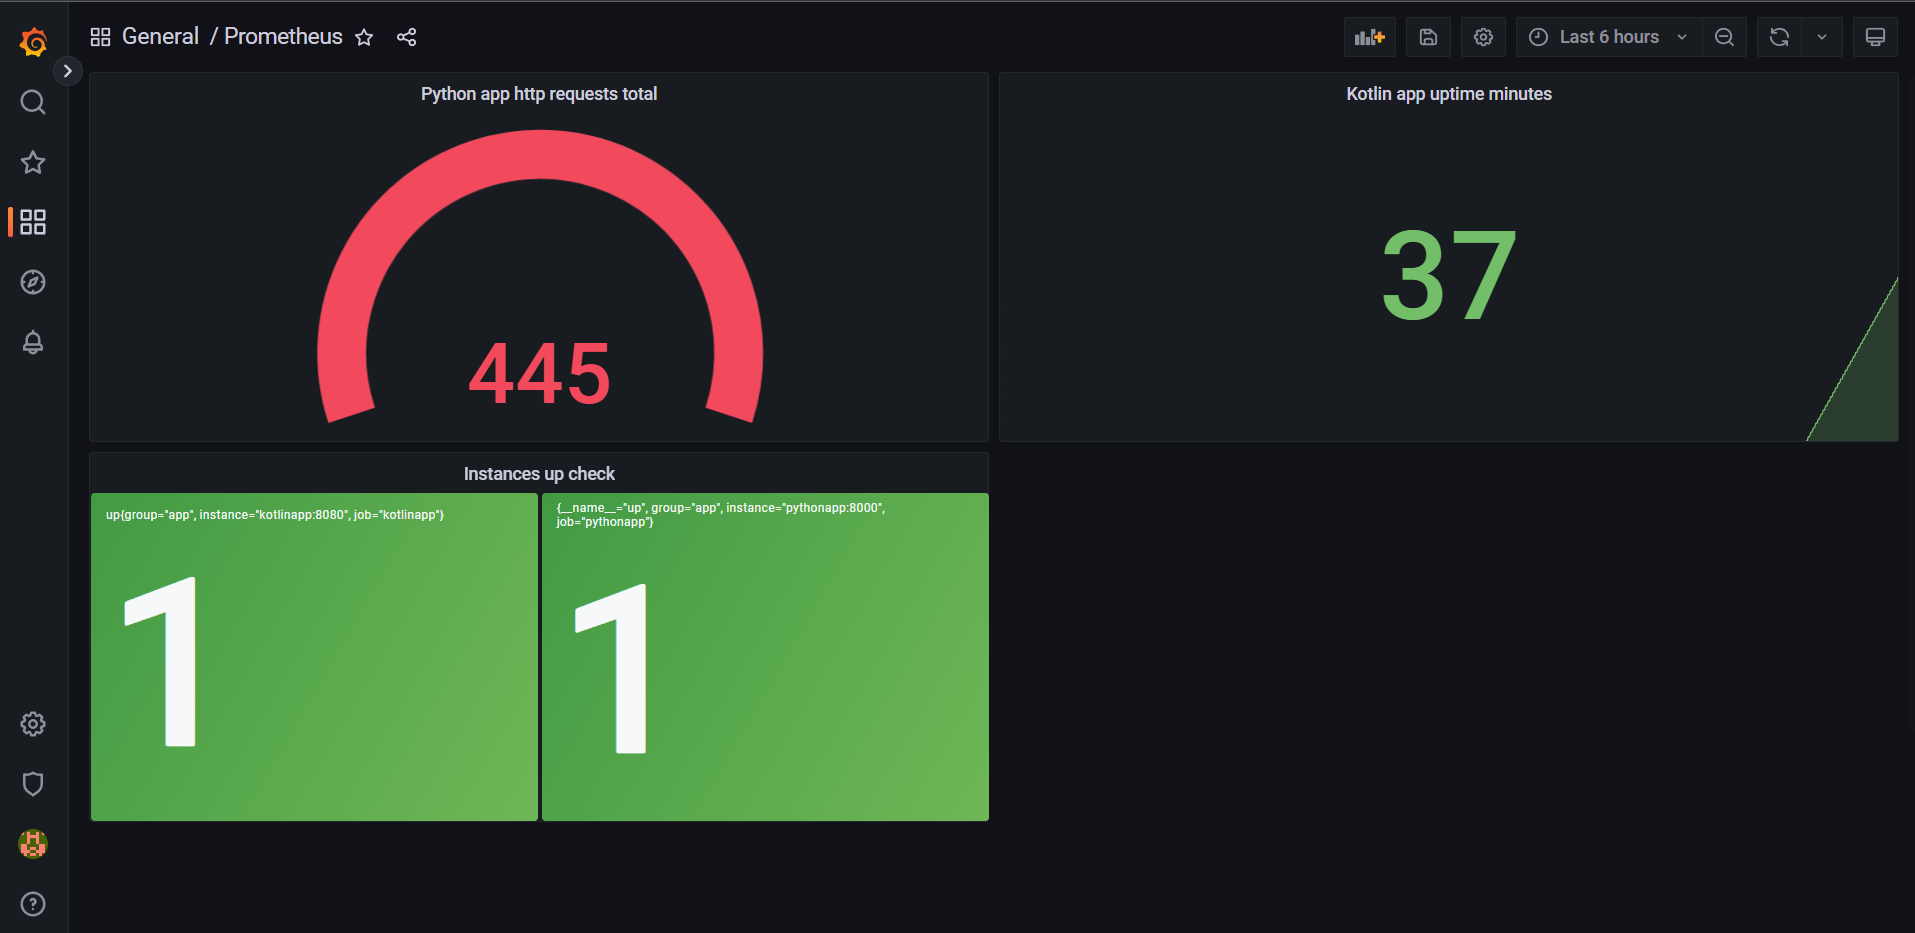 General / Prometheus
Last 6 hours
Python app http requests total
445
Kotlin app uptime minutes
37
Instances up check
up{group="app", instance="kotlinapp:8080", job="kotlinapp"}
1
{__name__="up", group="app", instance="pythonapp:8000",
job="pythonapp"}
1